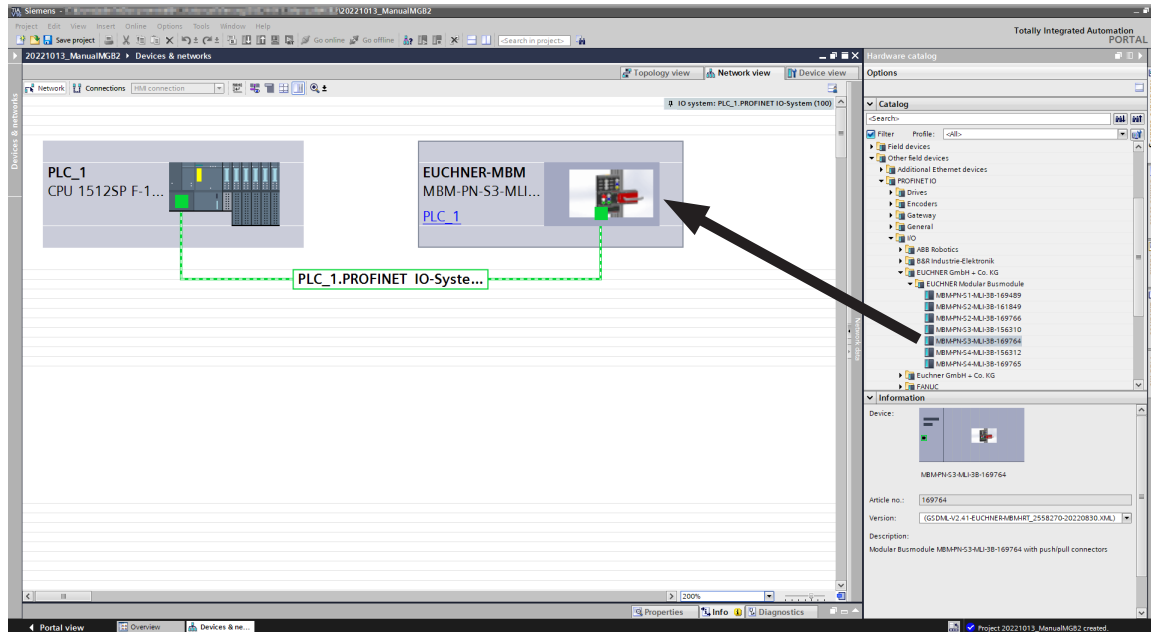 Siemens -
\20221013_ManualMGB2
Project Edit View Insert Online Options Tools Window Help
Save project
Go online
Go offline
<Search in project>
Totally Integrated Automation
PORTAL
20221013_ManualMGB2 ▸ Devices & networks
Hardware catalog
Topology view
Network view
Device view
Options
Network
Connections
HMI connection
IO system: PLC_1.PROFINET IO-System (100)
Devices & networks
PLC_1
CPU 1512SP F-1...
EUCHNER-MBM
MBM-PN-S3-MLI...
PLC_1
PLC_1.PROFINET IO-Syste...
Network data
200%
Properties
Info
Diagnostics
Catalog
<Search>
Filter
Profile:
<All>
Field devices
Other field devices
Additional Ethernet devices
PROFINET IO
Drives
Encoders
Gateway
General
I/O
ABB Robotics
B&R Industrie-Elektronik
EUCHNER GmbH + Co. KG
EUCHNER Modular Busmodule
MBM-PN-S1-MLI-3B-169489
MBM-PN-S2-MLI-3B-161849
MBM-PN-S2-MLI-3B-169766
MBM-PN-S3-MLI-3B-156310
MBM-PN-S3-MLI-3B-169764
MBM-PN-S4-MLI-3B-156312
MBM-PN-S4-MLI-3B-169765
Euchner GmbH + Co. KG
FANUC
Information
Device:
MBM-PN-S3-MLI-3B-169764
Article no.:
169764
Version:
(GSDML-V2.41-EUCHNER-MBM-IRT_2558270-20220830.XML)
Description:
Modular Busmodule MBM-PN-S3-MLI-3B-169764 with push/pull connectors
Portal view
Overview
Devices & ne...
Project 20221013_ManualMGB2 created.